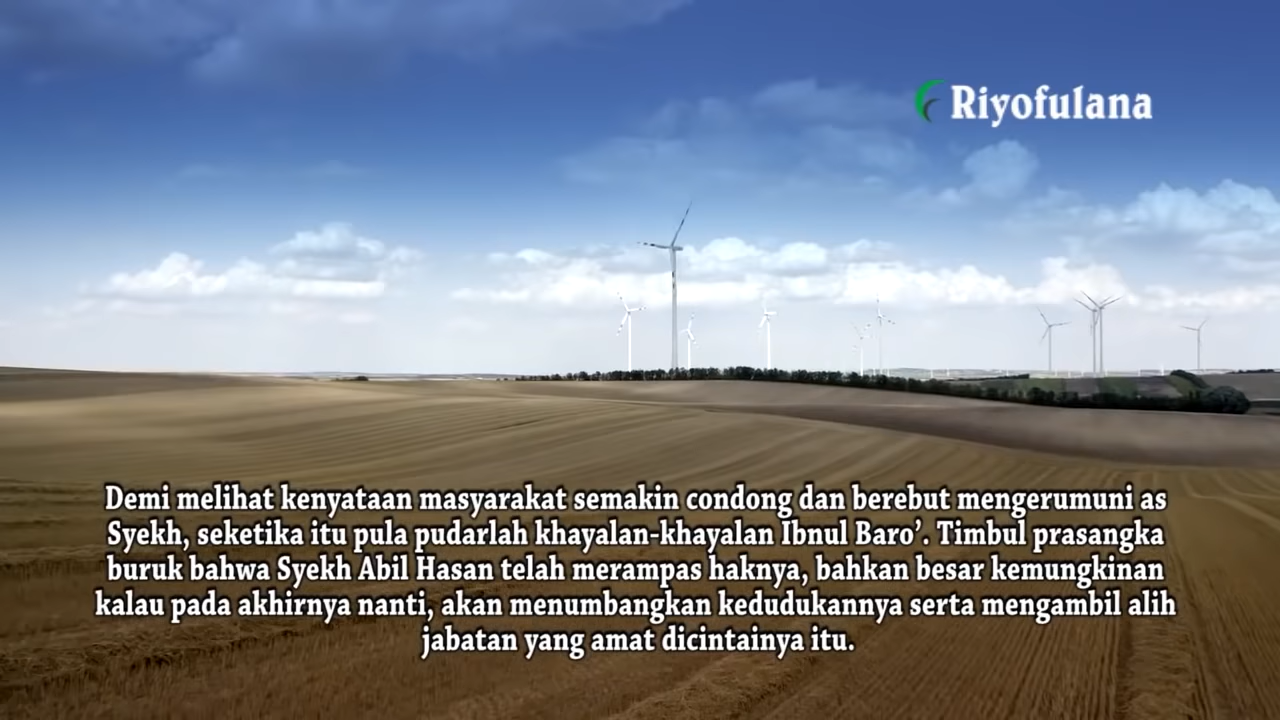 Riyofulana
Demi melihat kenyataan masyarakat semakin condong dan berebut mengerumuni as
Syekh, seketika itu pula pudarlah khayalan-khayalan Ibnul Baro’. Timbul prasangka
buruk bahwa Syekh Abil Hasan telah merampas haknya, bahkan besar kemungkinan
kalau pada akhirnya nanti, akan menumbangkan kedudukannya serta mengambil alih
jabatan yang amat dicintainya itu.